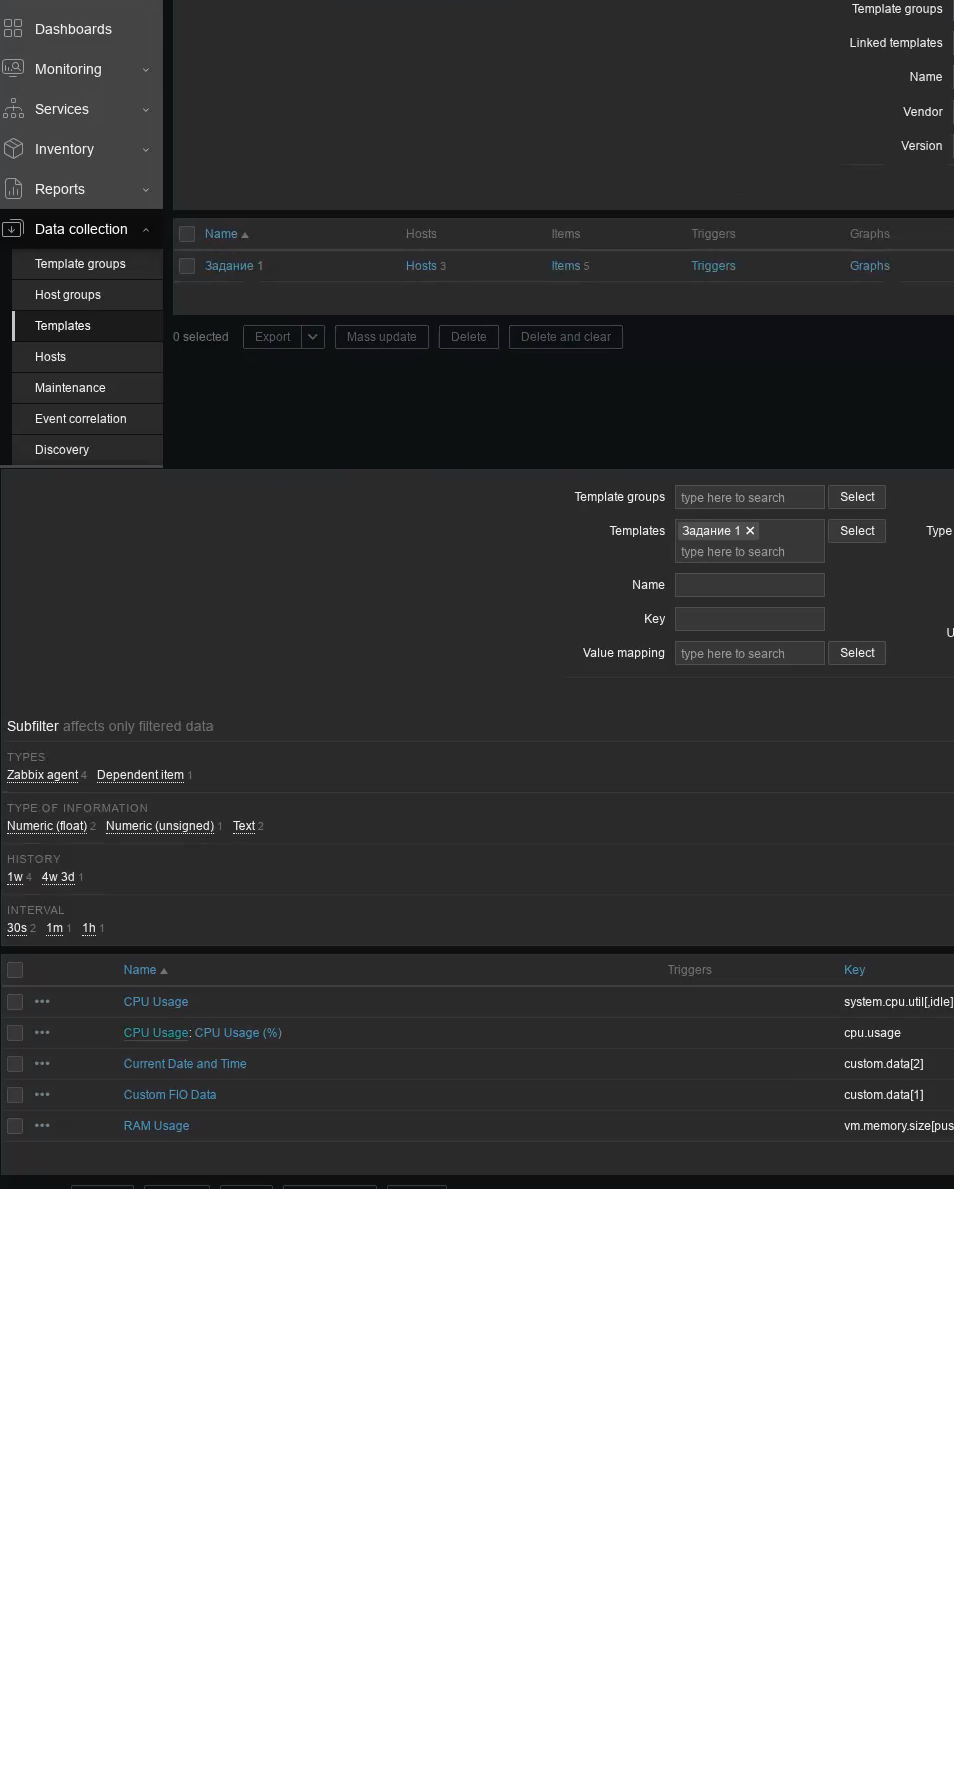 Dashboards
Monitoring
Services
Inventory
Reports
Data collection
Template groups
Host groups
Templates
Hosts
Maintenance
Event correlation
Discovery
Template groups
Linked templates
Name
Vendor
Version
Name Hosts Items Triggers Graphs
Задание 1 Hosts 3 Items 5 Triggers Graphs
0 selected Export Mass update Delete Delete and clear
Template groups type here to search Select
Templates Задание 1 Select Type
type here to search
Name
Key
U
Value mapping type here to search Select
Subfilter affects only filtered data
TYPES
Zabbix agent 4 Dependent item 1
TYPE OF INFORMATION
Numeric (float) 2 Numeric (unsigned) 1 Text 2
HISTORY
1w 4 4w 3d 1
INTERVAL
30s 2 1m 1 1h 1
Name Triggers Key
CPU Usage system.cpu.util[,idle]
CPU Usage: CPU Usage (%) cpu.usage
Current Date and Time custom.data[2]
Custom FIO Data custom.data[1]
RAM Usage vm.memory.size[pus